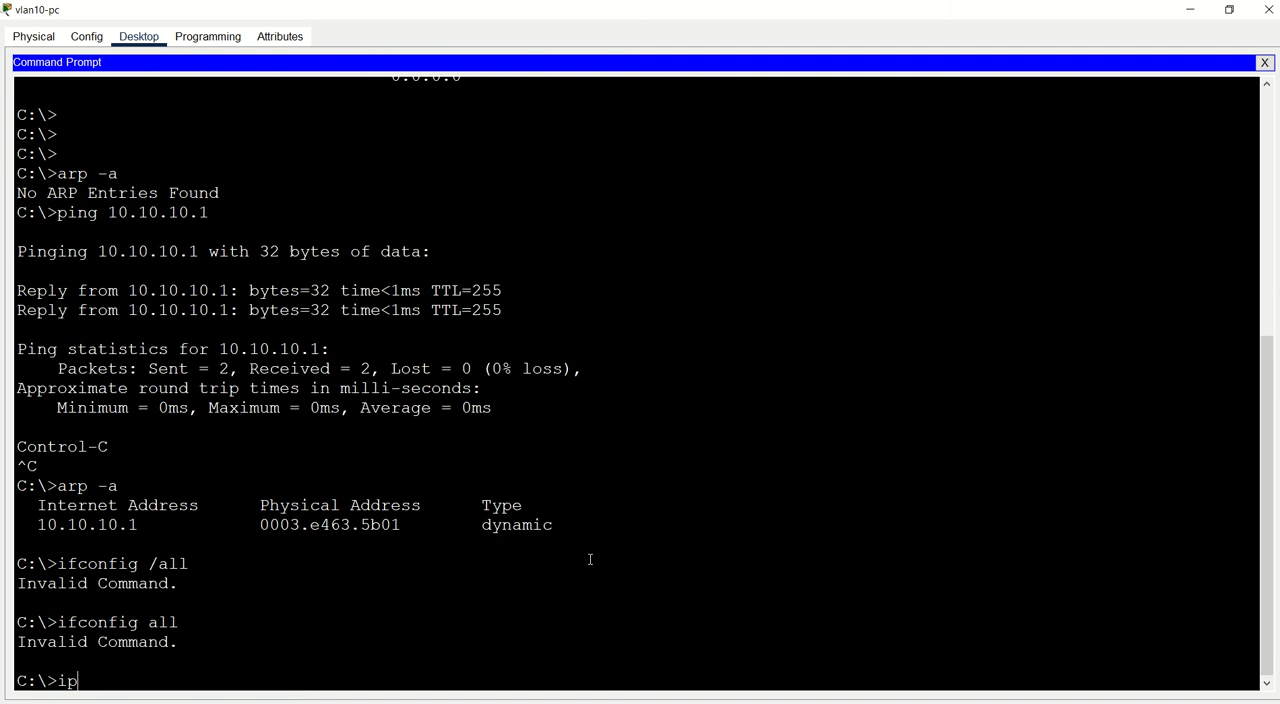 vlan10-pc
Physical Config Desktop Programming Attributes
Command Prompt X
0.0.0.0
C:\>
C:\>
C:\>
C:\>arp -a
No ARP Entries Found
C:\>ping 10.10.10.1
Pinging 10.10.10.1 with 32 bytes of data:
Reply from 10.10.10.1: bytes=32 time<1ms TTL=255
Reply from 10.10.10.1: bytes=32 time<1ms TTL=255
Ping statistics for 10.10.10.1:
Packets: Sent = 2, Received = 2, Lost = 0 (0% loss),
Approximate round trip times in milli-seconds:
Minimum = 0ms, Maximum = 0ms, Average = 0ms
Control-C
^C
C:\>arp -a
Internet Address Physical Address Type
10.10.10.1 0003.e463.5b01 dynamic
C:\>ifconfig /all
Invalid Command.
C:\>ifconfig all
Invalid Command.
C:\>ip